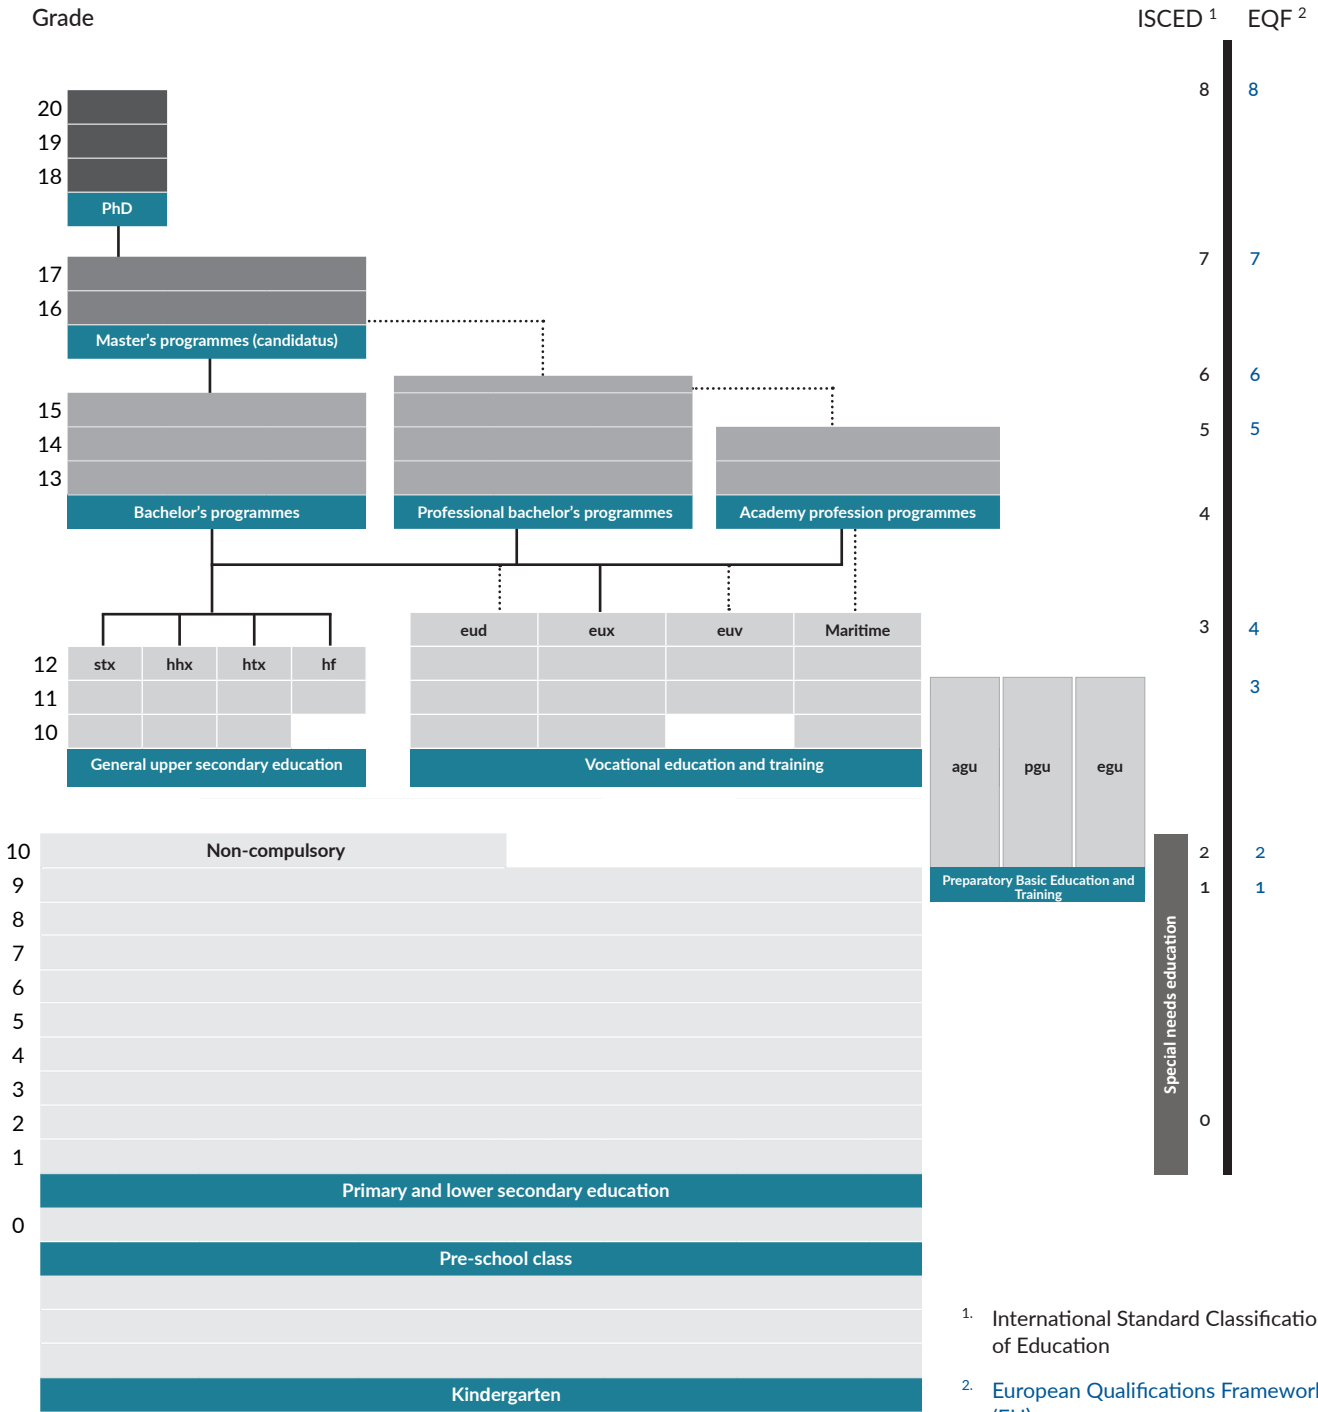 Grade
ISCED 1 EQF 2
8 8
20
19
18
PhD
7 7
17
16
Master's programmes (candidatus)
6 6
15
5 5
14
13
Bachelor's programmes
Professional bachelor's programmes
Academy profession programmes
4
3 4
eud eux euv Maritime
12 stx hhx htx hf
3
11
10
General upper secondary education
Vocational education and training
agu pgu egu
10 Non-compulsory
2 2
9
Preparatory Basic Education and
Training
1 1
8
7
6
5
4
3
2
1
Special needs education
0
Primary and lower secondary education
0
Pre-school class
Kindergarten
1. International Standard Classificatio
of Education
2. European Qualifications Framework